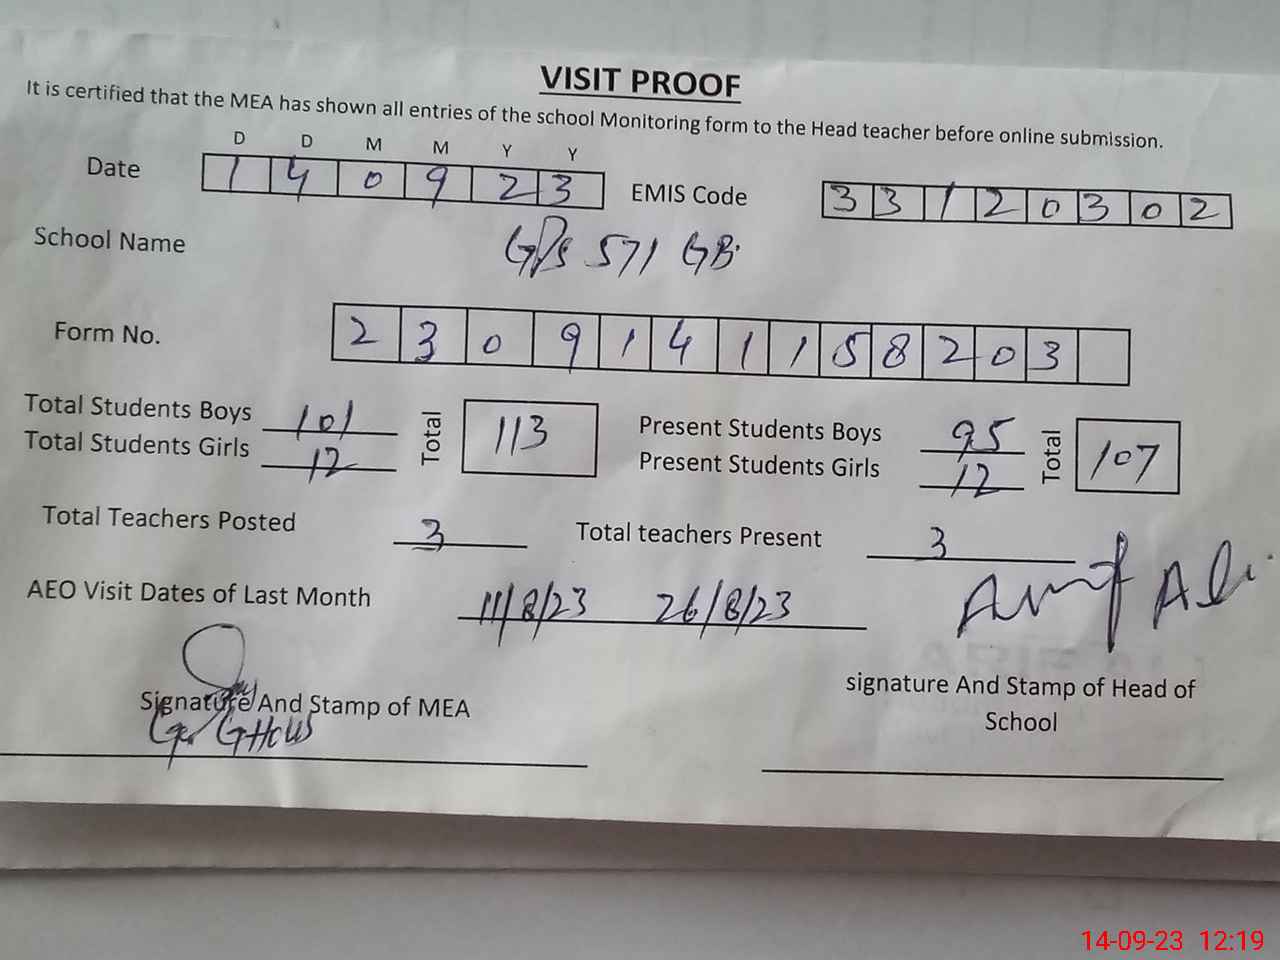 VISIT PROOF
It is certified that the MEA has shown all entries of the school Monitoring form to the Head teacher before online submission.
D D M M Y Y
Date 1 4 0 9 2 3 EMIS Code 3 3 1 2 0 3 0 2
School Name GPS 571 GB
Form No. 2 3 0 9 1 4 1 1 5 8 2 0 3
Total Students Boys 101 Total 113 Present Students Boys 95 Total 107
Total Students Girls 12 Present Students Girls 12
Total Teachers Posted 3 Total teachers Present 3
AEO Visit Dates of Last Month 11/8/23 26/8/23
Ali
Signature And Stamp of MEA signature And Stamp of Head of
School
14-09-23 12:19